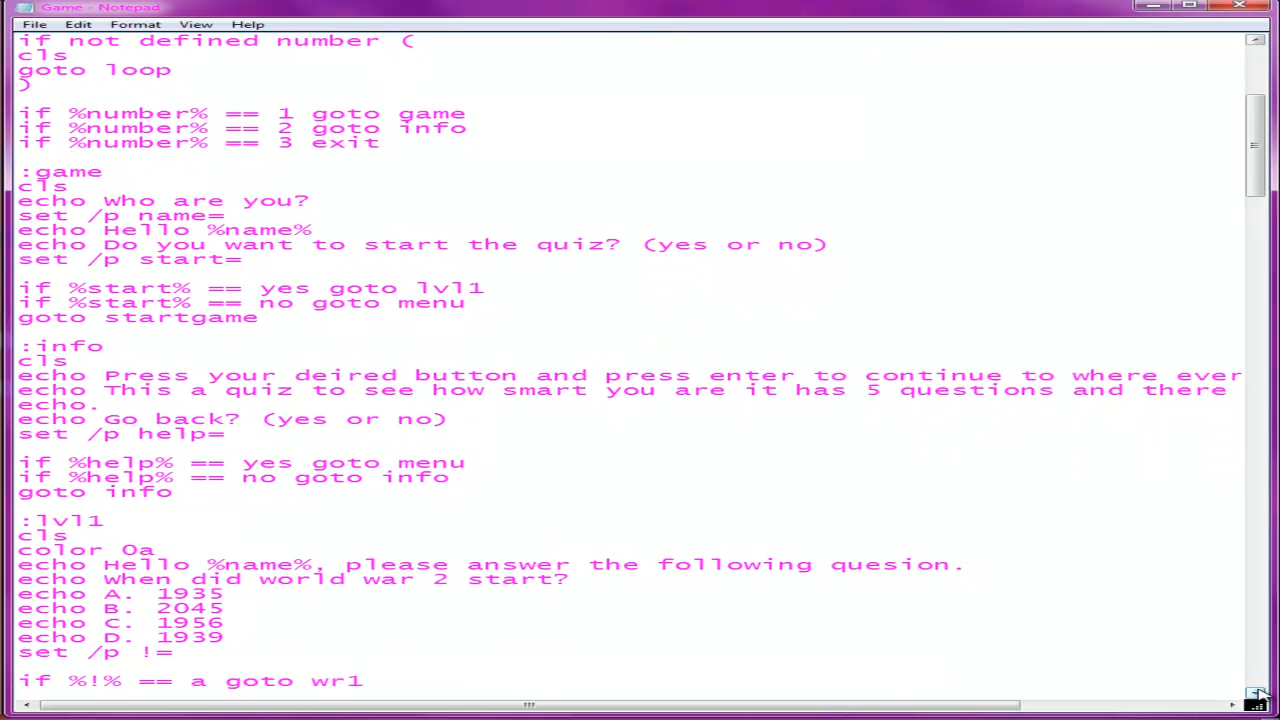 Game - Notepad
File Edit Format View Help
if not defined number (
cls
goto loop
)
if %number% == 1 goto game
if %number% == 2 goto info
if %number% == 3 exit
:game
cls
echo Who are you?
set /p name=
echo Hello %name%
echo Do you want to start the quiz? (yes or no)
set /p start=
if %start% == yes goto lvl1
if %start% == no goto menu
goto startgame
:info
cls
echo Press your deired button and press enter to continue to where ever
echo This a quiz to see how smart you are it has 5 questions and there
echo.
echo Go back? (yes or no)
set /p help=
if %help% == yes goto menu
if %help% == no goto info
goto info
:lvl1
cls
color 0a
echo Hello %name%, please answer the following quesion.
echo When did world war 2 start?
echo A. 1935
echo B. 2045
echo C. 1956
echo D. 1939
set /p !=
if %!% == a goto wr1